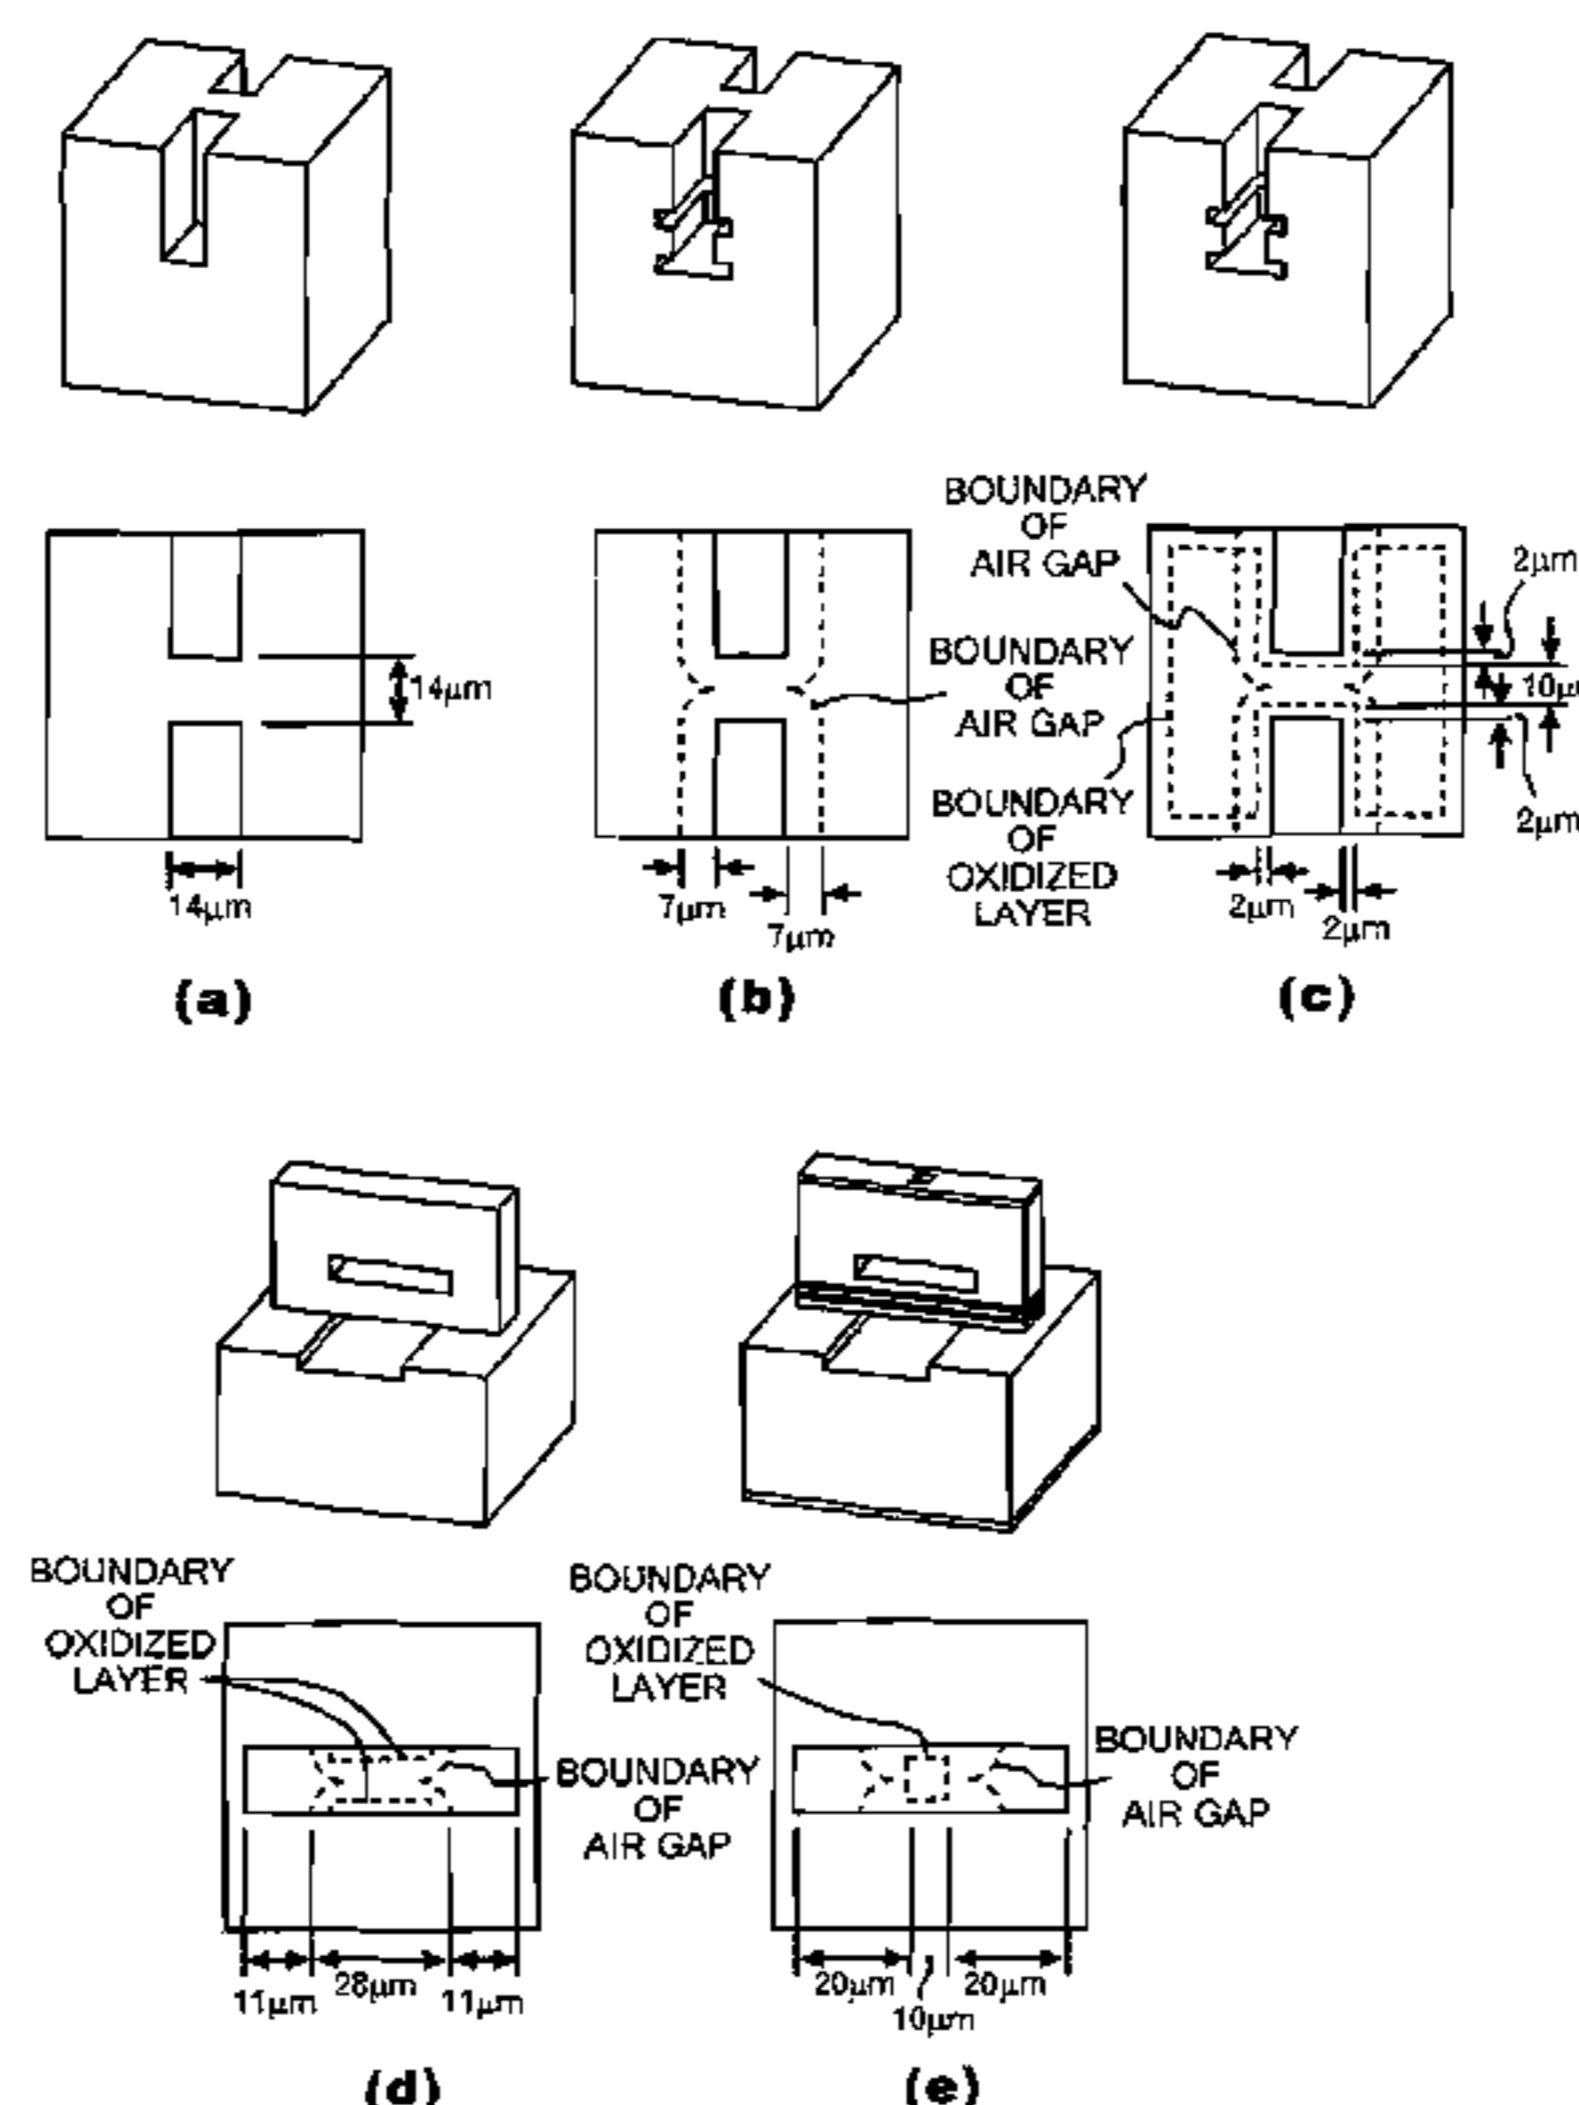 14μm
14μm
(a)
BOUNDARY
OF
AIR GAP
7μm
7μm
(b)
BOUNDARY
OF
AIR GAP
BOUNDARY
OF
OXIDIZED
LAYER
2μm
10μ
2μm
2μm
2μm
(c)
BOUNDARY
OF
OXIDIZED
LAYER
BOUNDARY
OF
AIR GAP
11μm
28μm
11μm
(d)
BOUNDARY
OF
OXIDIZED
LAYER
BOUNDARY
OF
AIR GAP
20μm
10μm
20μm
(e)